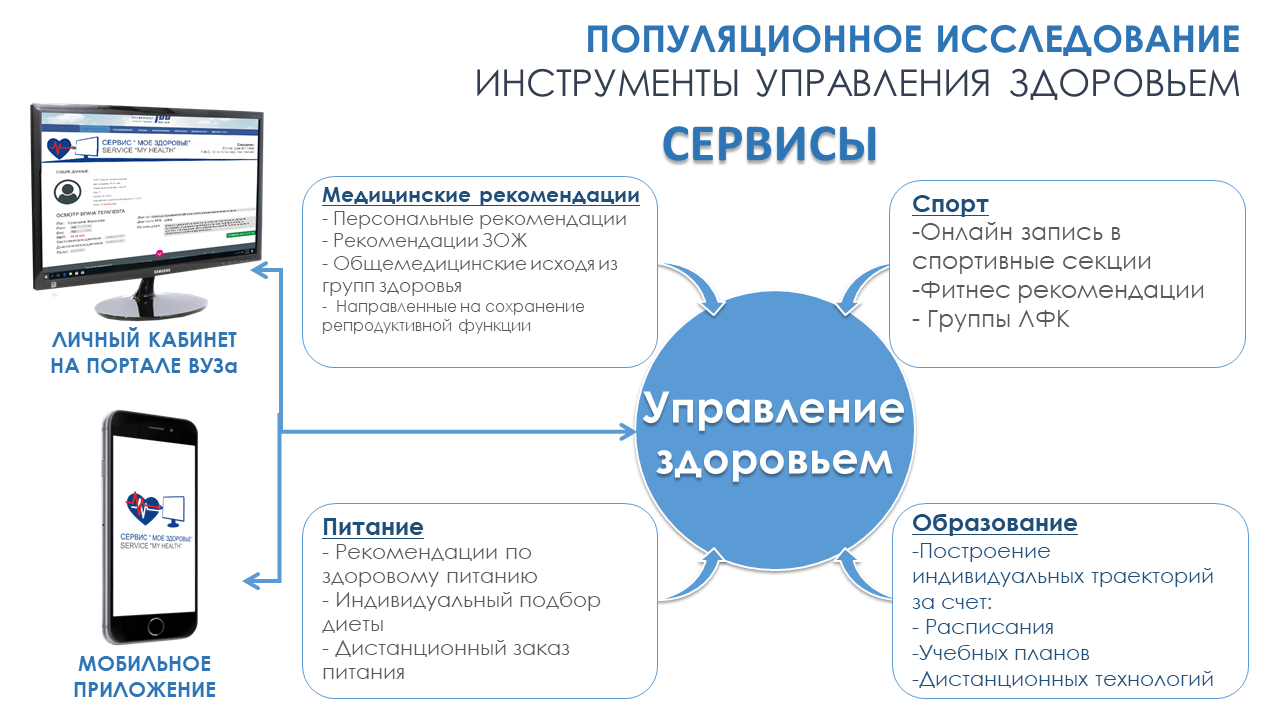 ПОПУЛЯЦИОННОЕ ИССЛЕДОВАНИЕ
ИНСТРУМЕНТЫ УПРАВЛЕНИЯ ЗДОРОВЬЕМ
СЕРВИСЫ
СЕРВИС " МОЕ ЗДОРОВЬЕ"
SERVICE "MY HEALTH"
ОБЩИЕ ДАННЫЕ
ОСМОТР ВРАЧА ТЕРАПЕВТА
SAMSUNG
ЛИЧНЫЙ КАБИНЕТ
НА ПОРТАЛЕ ВУЗа
СЕРВИС " МОЕ ЗДОРОВЬЕ"
SERVICE "MY HEALTH"
МОБИЛЬНОЕ
ПРИЛОЖЕНИЕ
Медицинские рекомендации
- Персональные рекомендации
- Рекомендации ЗОЖ
- Общемедицинские исходя из
групп здоровья
- Направленные на сохранение
репродуктивной функции
Спорт
-Онлайн запись в
спортивные секции
-Фитнес рекомендации
- Группы ЛФК
Управление
здоровьем
Питание
- Рекомендации по
здоровому питанию
- Индивидуальный подбор
диеты
- Дистанционный заказ
питания
Образование
-Построение
индивидуальных траекторий
за счет:
- Расписания
-Учебных планов
-Дистанционных технологий